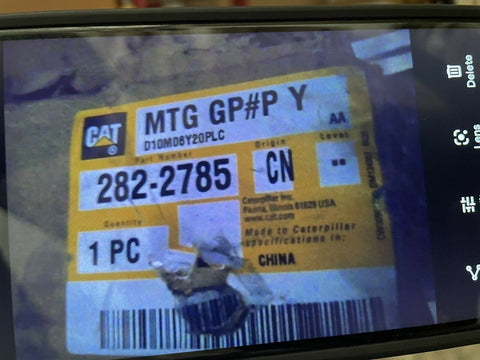 CAT
MTG GP#P Y
D10M06Y20PLC
AA
Part Number
Origin
Level
282-2785
CN
Caterpillar Inc.
Peoria, Illinois 61629 USA
www.cat.com
Quantity
1 PC
Made to Caterpillar
specifications in:
CHINA
Delete
Lens